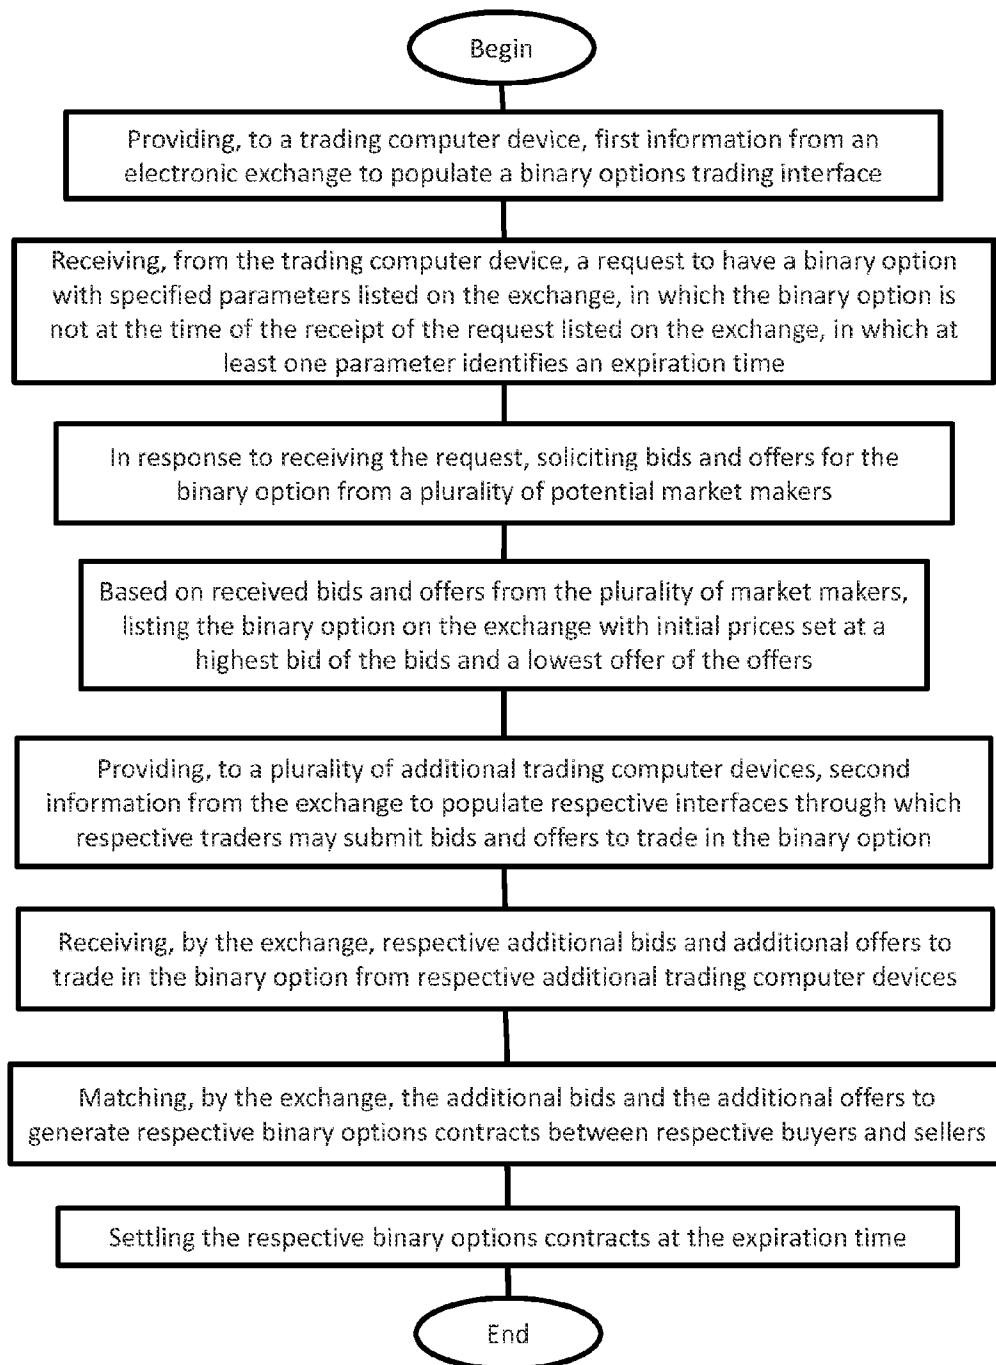 Begin
Providing, to a trading computer device, first information from an
electronic exchange to populate a binary options trading interface
Receiving, from the trading computer device, a request to have a binary option
with specified parameters listed on the exchange, in which the binary option is
not at the time of the receipt of the request listed on the exchange, in which at
least one parameter identifies an expiration time
In response to receiving the request, soliciting bids and offers for the
binary option from a plurality of potential market makers
Based on received bids and offers from the plurality of market makers,
listing the binary option on the exchange with initial prices set at a
highest bid of the bids and a lowest offer of the offers
Providing, to a plurality of additional trading computer devices, second
information from the exchange to populate respective interfaces through which
respective traders may submit bids and offers to trade in the binary option
Receiving, by the exchange, respective additional bids and additional offers to
trade in the binary option from respective additional trading computer devices
Matching, by the exchange, the additional bids and the additional offers to
generate respective binary options contracts between respective buyers and sellers
Settling the respective binary options contracts at the expiration time
End